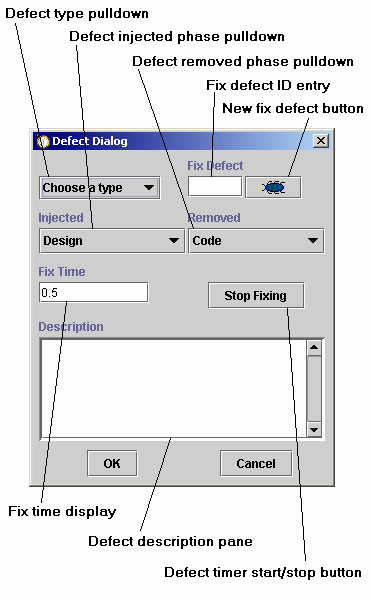 Defect type pulldown
Defect injected phase pulldown
Defect removed phase pulldown
Fix defect ID entry
New fix defect button
Defect Dialog
Fix Defect
Choose a type
Injected
Removed
Design
Code
Fix Time
0.5
Stop Fixing
Description
OK
Cancel
Fix time display
Defect description pane
Defect timer start/stop button